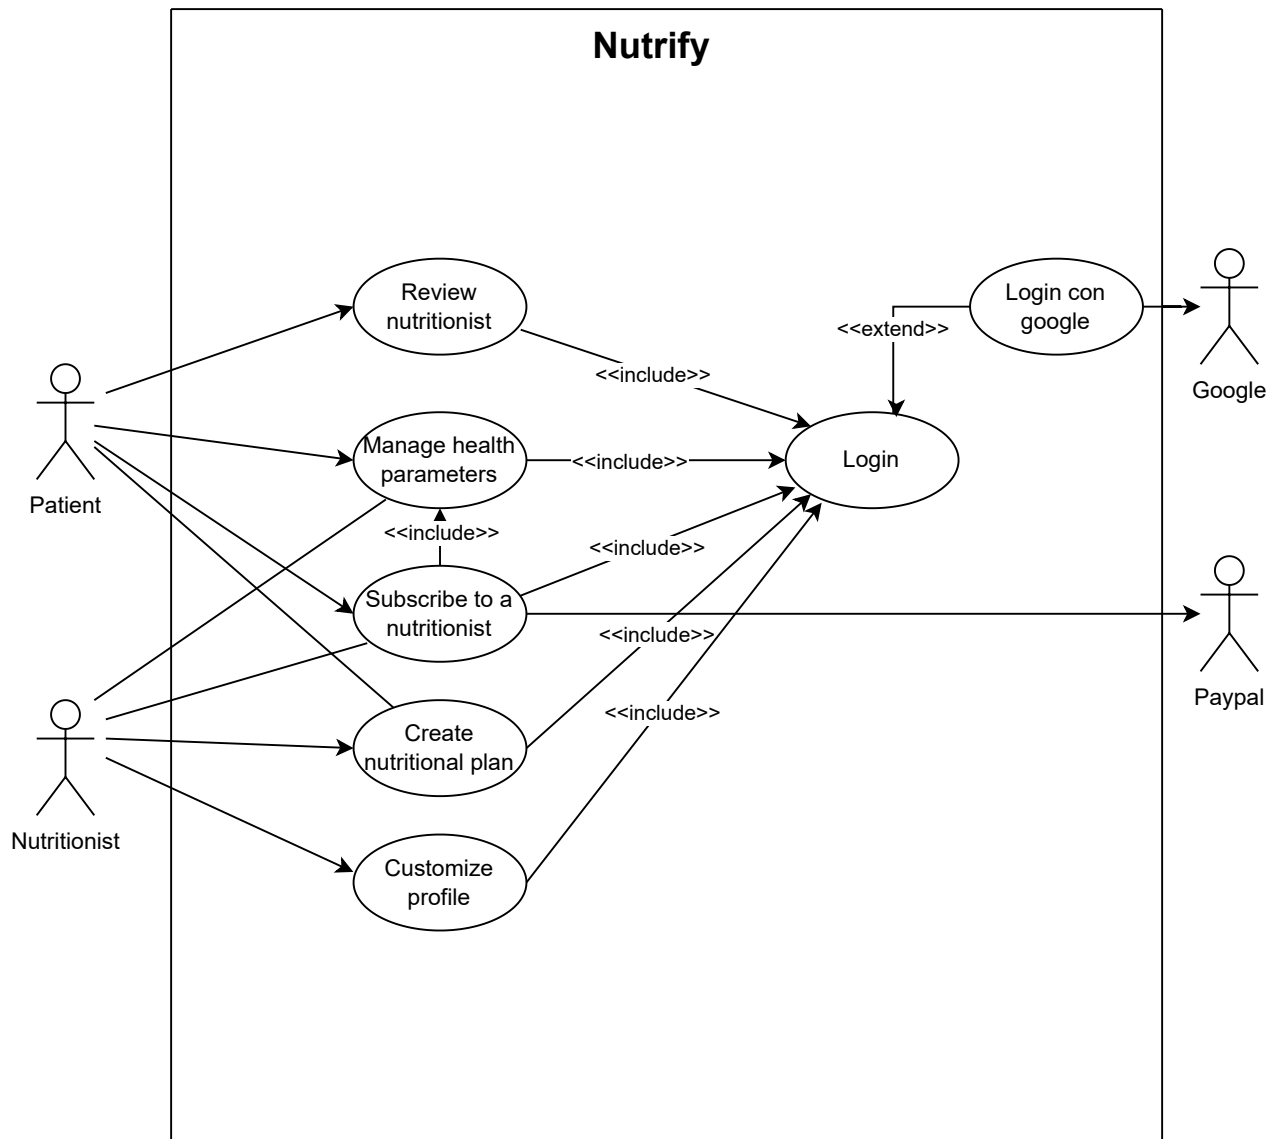 Nutrify
Review
nutritionist
Login con
google
<<extend>>
Google
<<include>>
Patient
Manage health
parameters
<<include>>
Login
<<include>>
<<include>>
Subscribe to a
nutritionist
<<include>>
Paypal
<<include>>
Create
nutritional plan
Nutritionist
Customize
profile